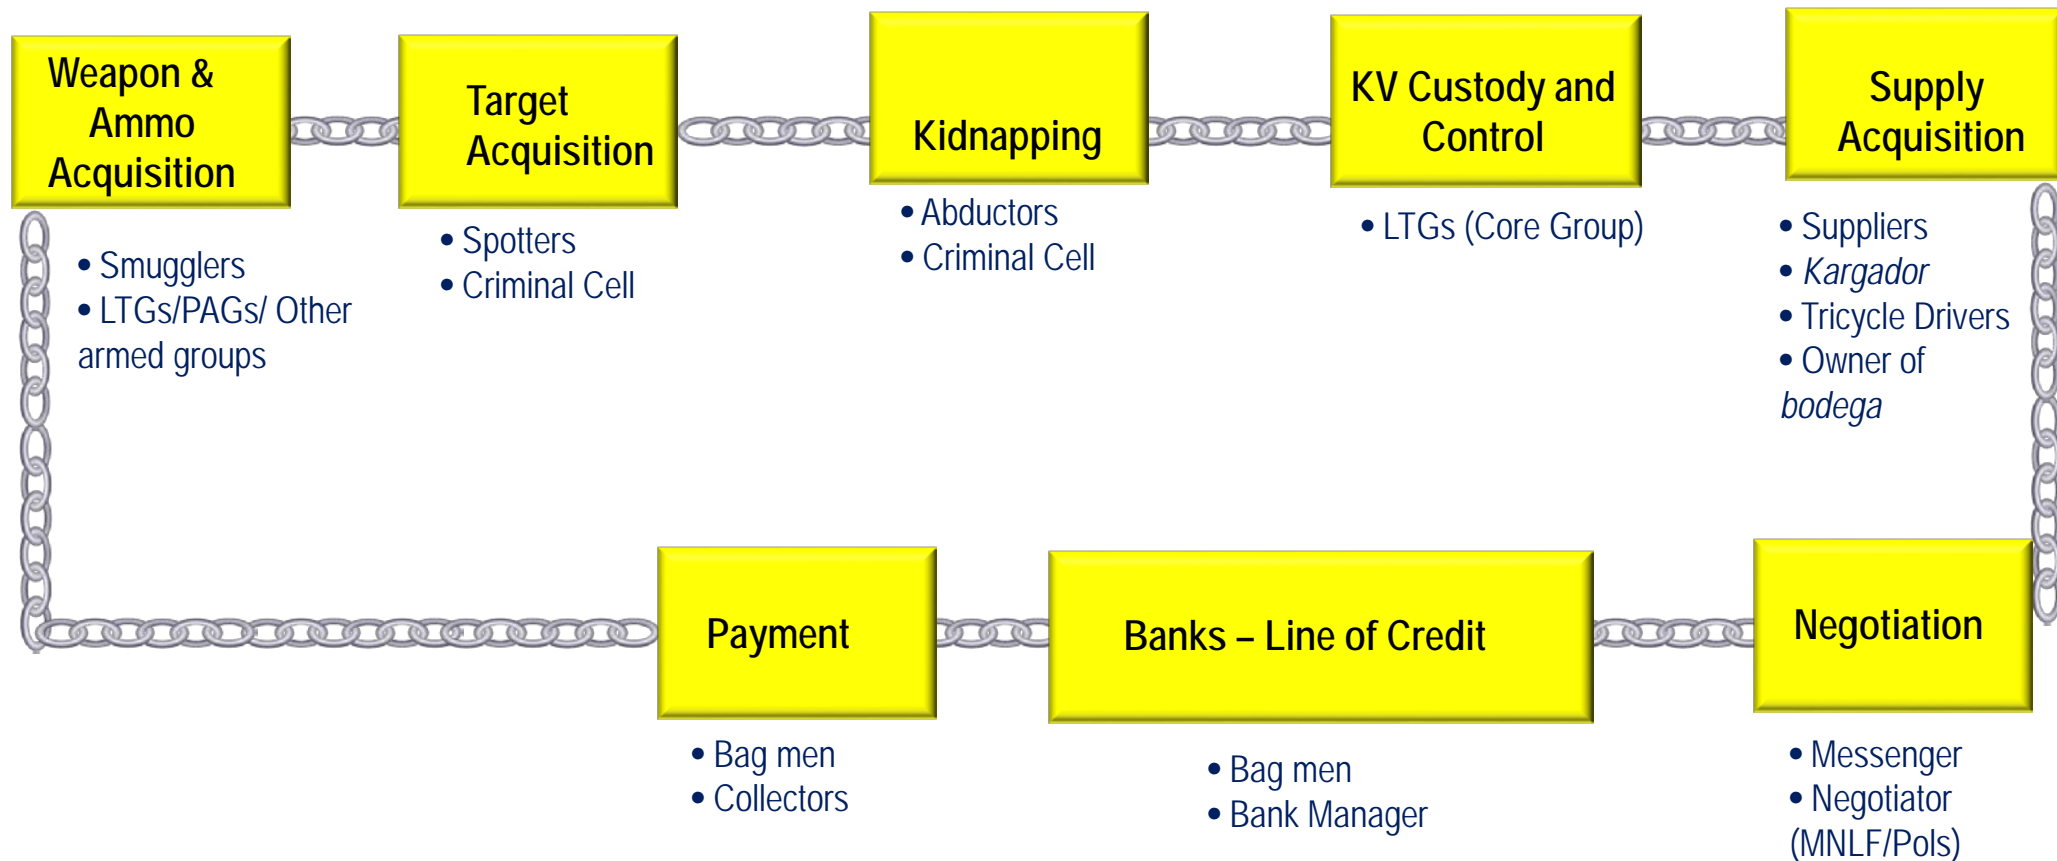 Weapon &
Ammo
Acquisition
• Smugglers
• LTGs/PAGs/ Other
armed groups
Target
Acquisition
• Spotters
• Criminal Cell
Kidnapping
• Abductors
• Criminal Cell
KV Custody and
Control
• LTGs (Core Group)
Supply
Acquisition
• Suppliers
• Kargador
• Tricycle Drivers
• Owner of
bodega
Negotiation
• Messenger
• Negotiator
(MNLF/Pols)
Banks – Line of Credit
• Bag men
• Bank Manager
Payment
• Bag men
• Collectors